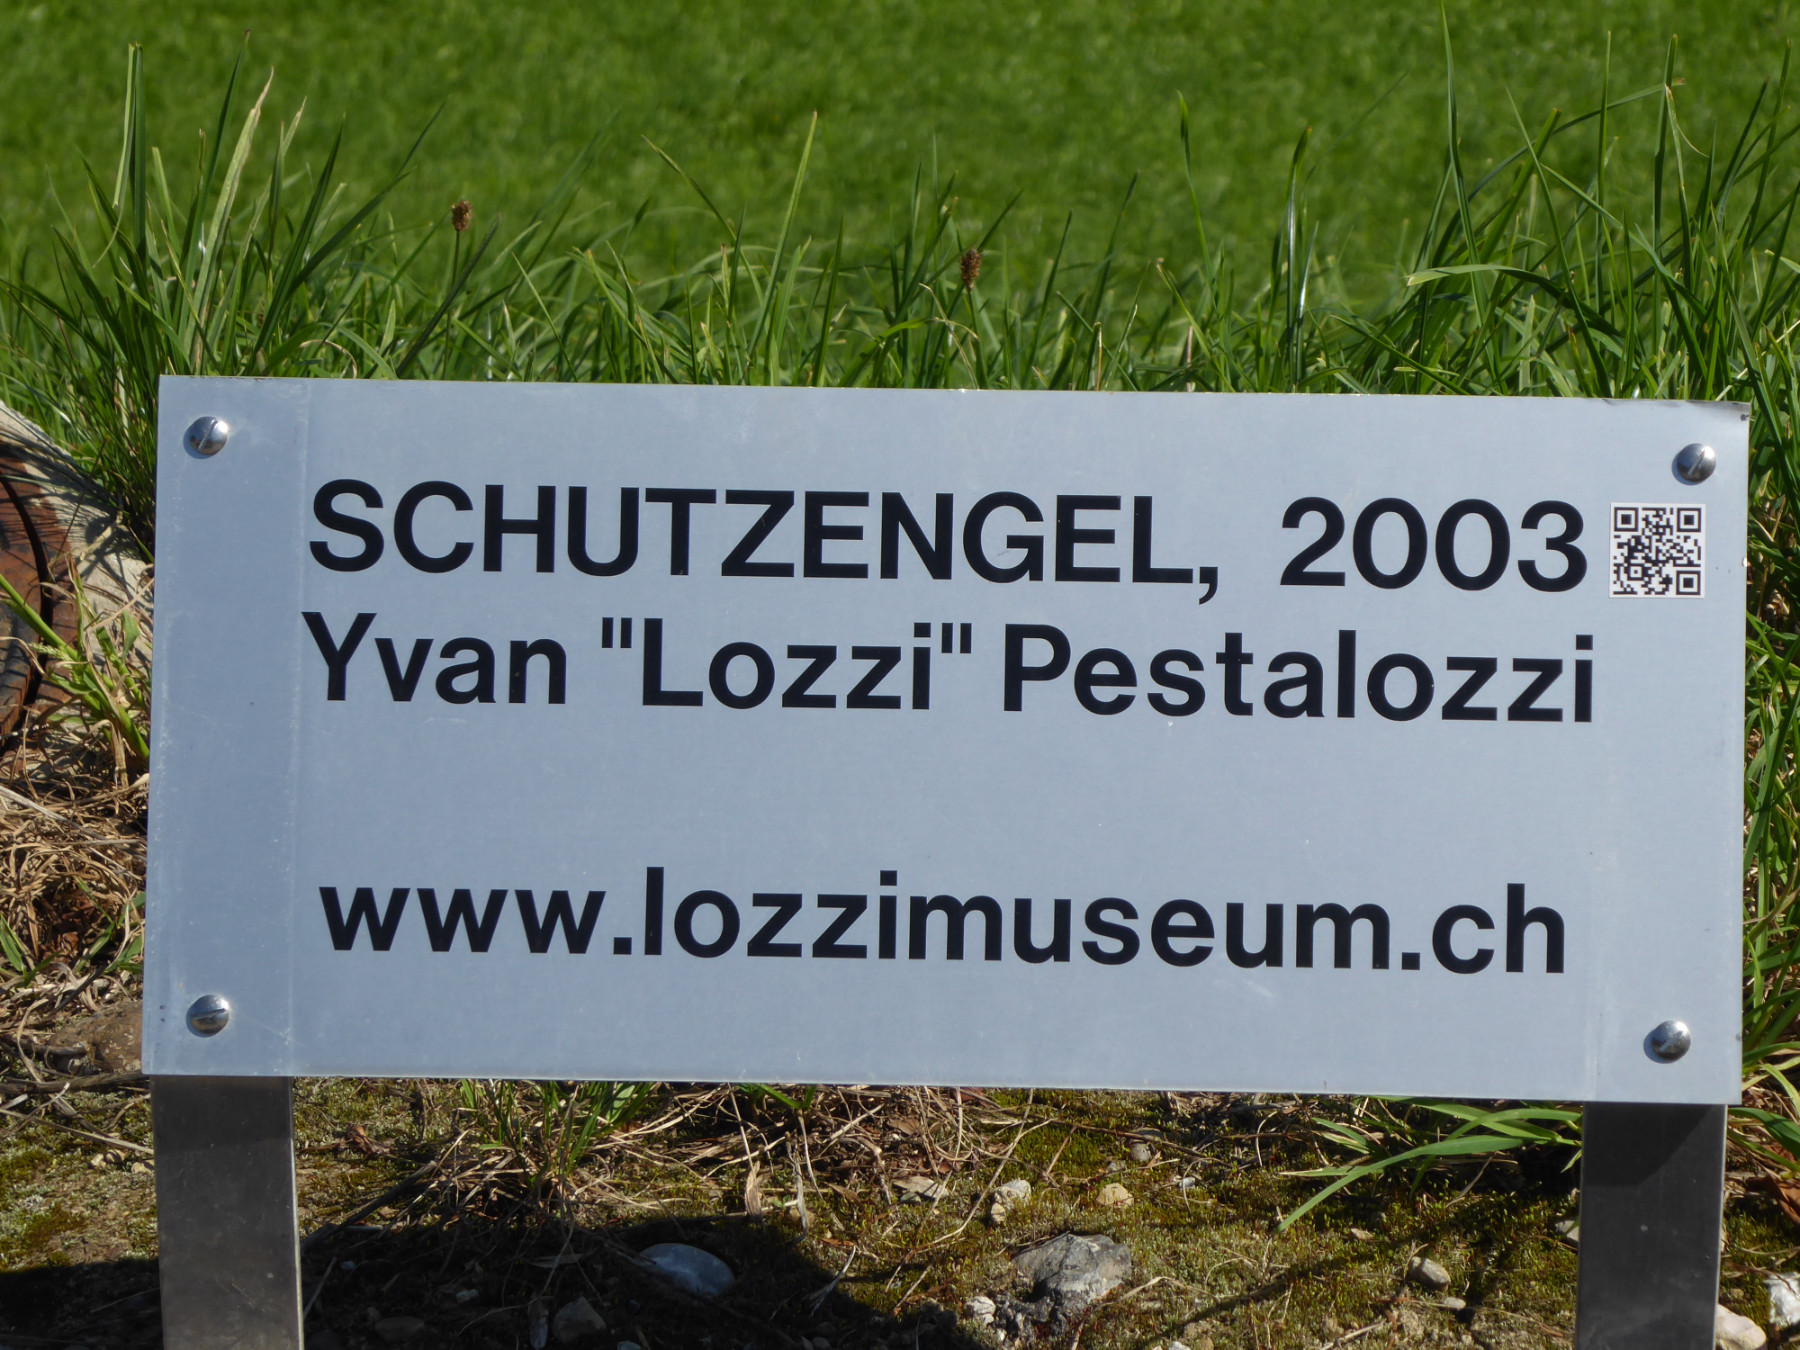 SCHUTZENGEL, 2003
Yvan "Lozzi" Pestalozzi
www.lozzimuseum.ch